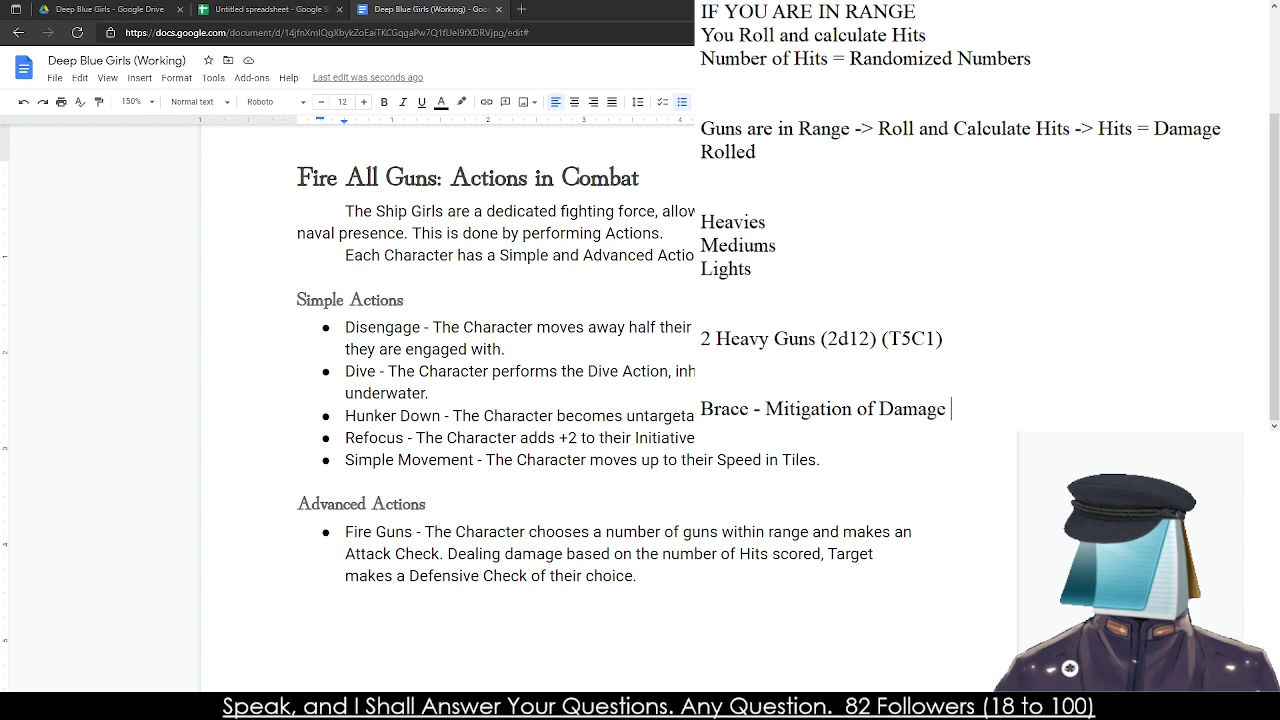 Deep Blue Girls - Google Drive
Untitled spreadsheet - Google S
Deep Blue Girls (Working) - Goo
https://docs.google.com/document/d/14jfnXmIQgXbykZoEaiTKCGqgaPw7Q1fUeI9fXDRVjpg/edit#
Deep Blue Girls (Working)
File Edit View Insert Format Tools Add-ons Help Last edit was seconds ago
150% Normal text Roboto 12 B I U A
1 1 2 3 4
Fire All Guns: Actions in Combat
The Ship Girls are a dedicated fighting force, allow
naval presence. This is done by performing Actions.
Each Character has a Simple and Advanced Actio
Simple Actions
Disengage - The Character moves away half their
they are engaged with.
Dive - The Character performs the Dive Action, inh
underwater.
Hunker Down - The Character becomes untargeta
Refocus - The Character adds +2 to their Initiative
Simple Movement - The Character moves up to their Speed in Tiles.
Advanced Actions
Fire Guns - The Character chooses a number of guns within range and makes an
Attack Check. Dealing damage based on the number of Hits scored, Target
makes a Defensive Check of their choice.
IF YOU ARE IN RANGE
You Roll and calculate Hits
Number of Hits = Randomized Numbers
Guns are in Range -> Roll and Calculate Hits -> Hits = Damage
Rolled
Heavies
Mediums
Lights
2 Heavy Guns (2d12) (T5C1)
Brace - Mitigation of Damage
Speak, and I Shall Answer Your Questions. Any Question. 82 Followers (18 to 100)